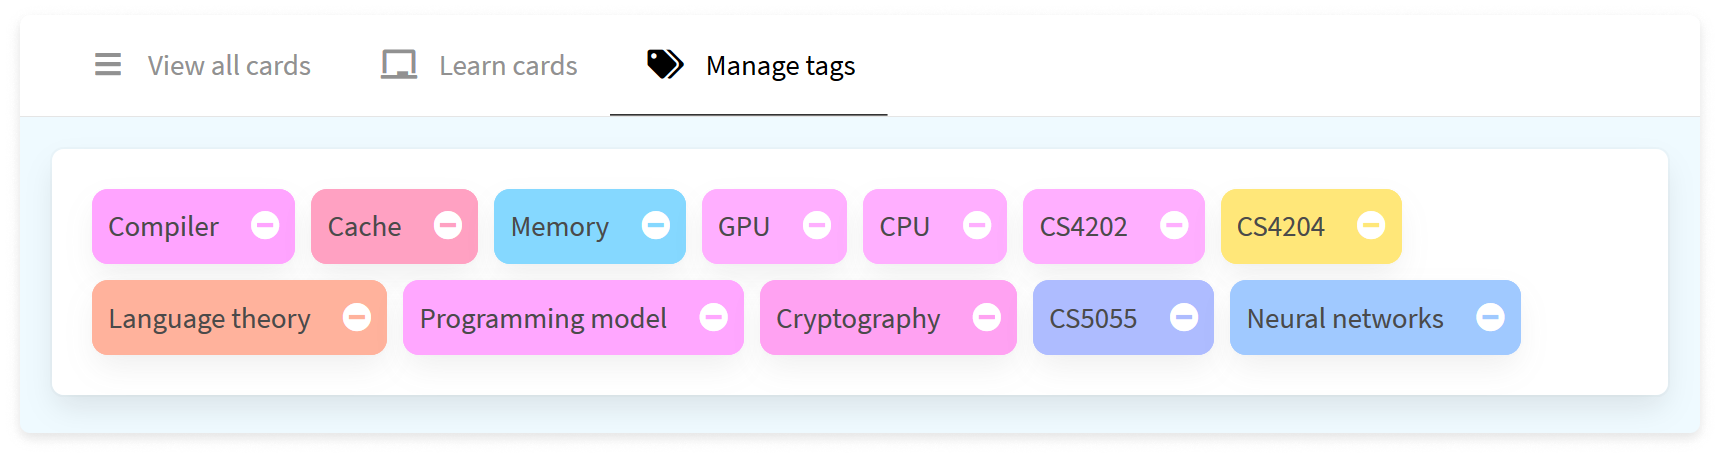 View all cards Learn cards Manage tags
Compiler Cache Memory GPU CPU CS4202 CS4204
Language theory Programming model Cryptography CS5055 Neural networks